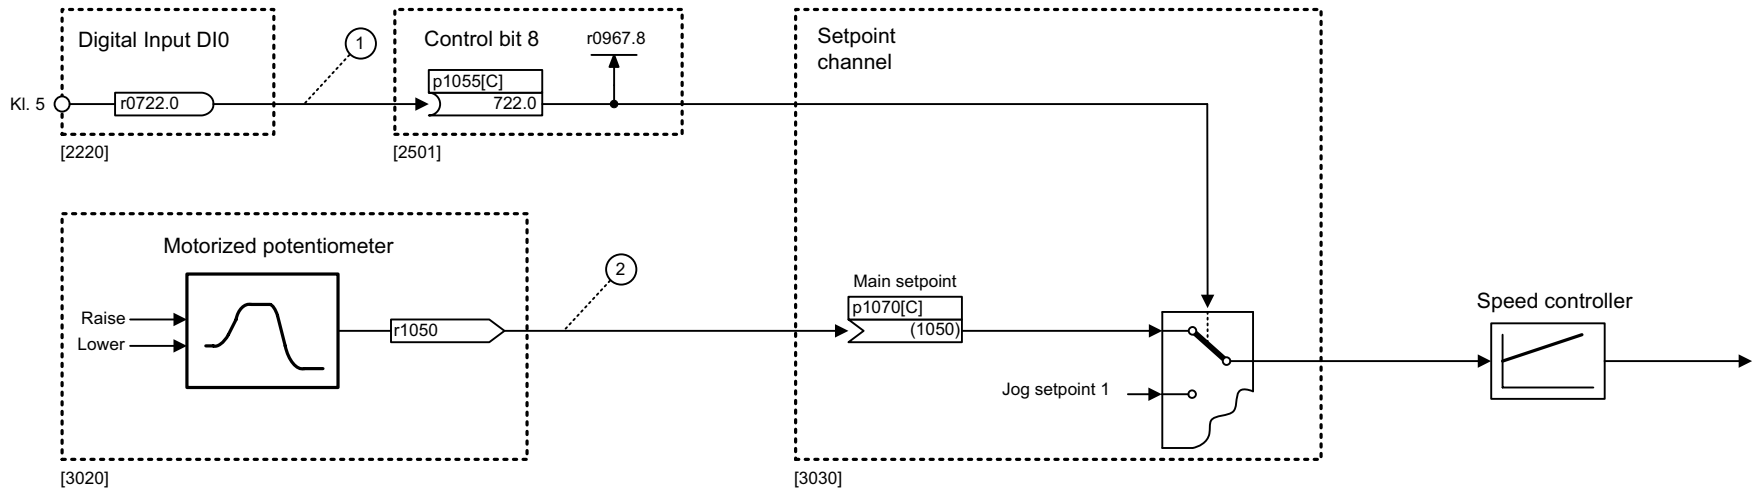 Digital Input DI0
Kl. 5
r0722.0
[2220]
1
Control bit 8
p1055[C]
722.0
r0967.8
[2501]
Setpoint
channel
Motorized potentiometer
Raise
Lower
r1050
[3020]
2
Main setpoint
p1070[C]
(1050)
Jog setpoint 1
[3030]
Speed controller